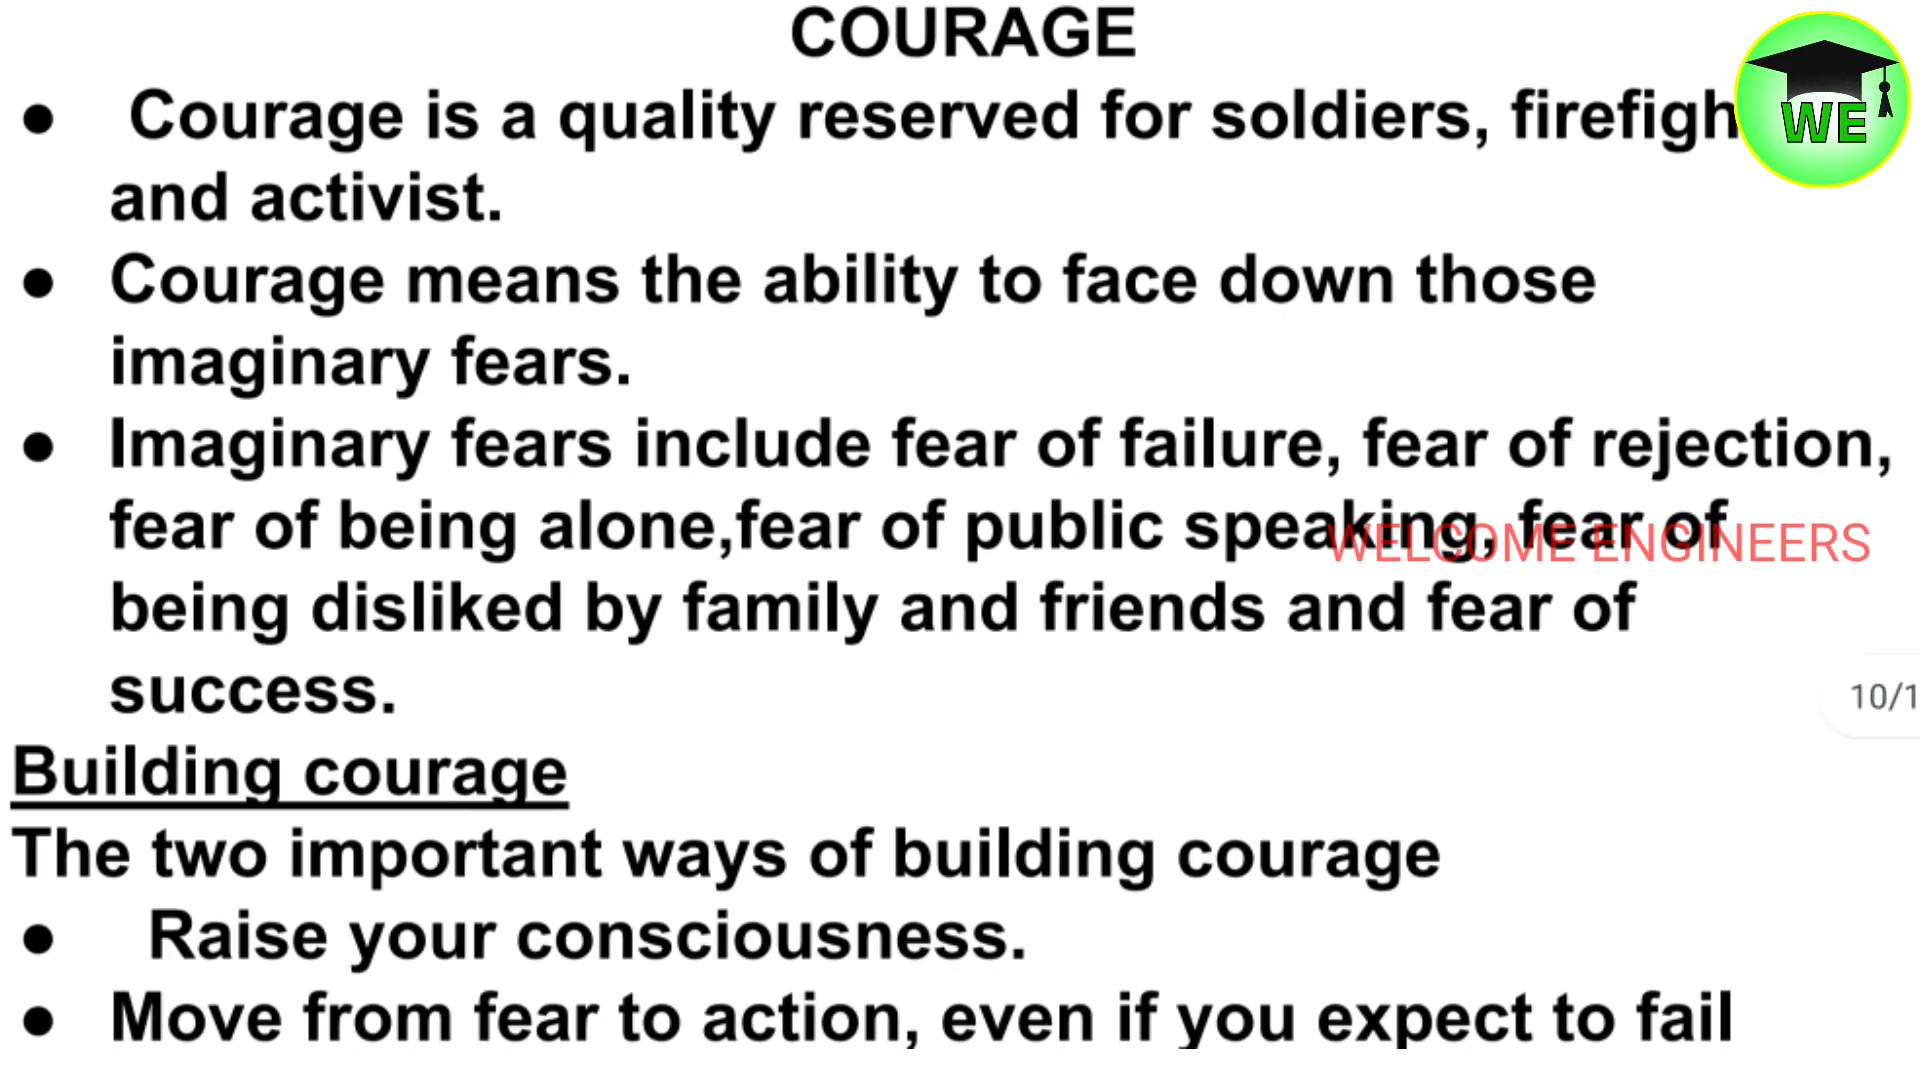 COURAGE
WE
● Courage is a quality reserved for soldiers, firefigh
and activist.
● Courage means the ability to face down those
imaginary fears.
● Imaginary fears include fear of failure, fear of rejection,
fear of being alone,fear of public speaking, fear of
WELCOME ENGINEERS
being disliked by family and friends and fear of
success.
10/1
Building courage
The two important ways of building courage
● Raise your consciousness.
● Move from fear to action, even if you expect to fail